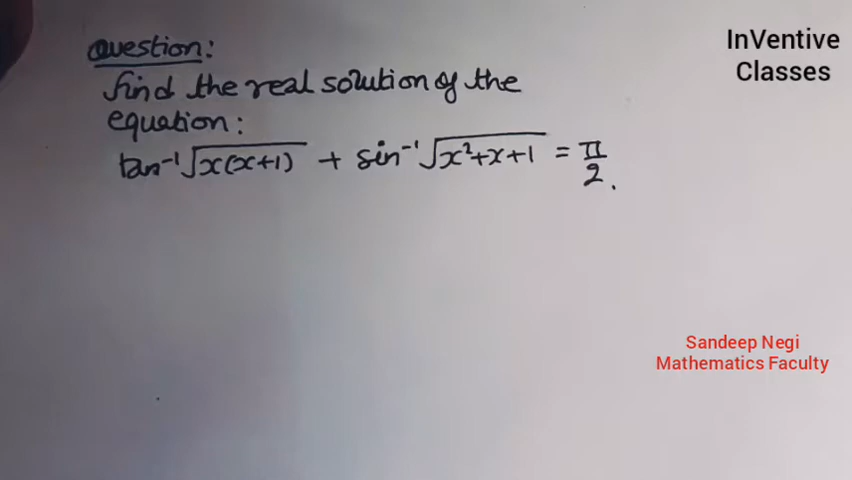 Question:
find the real solution of the
equation:
tan⁻¹√x(x+1) + sin⁻¹√x²+x+1 = π/2.
InVentive
Classes
Sandeep Negi
Mathematics Faculty